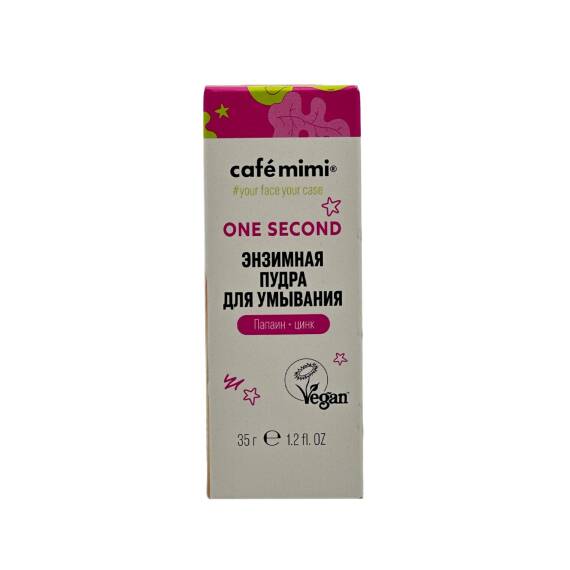 café mimi®
#your face your case
ONE SECOND
ЭНЗИМНАЯ
ПУДРА
ДЛЯ УМЫВАНИЯ
Папаин • цинк
Vegan
35 г ℮ 1.2 fl. OZ